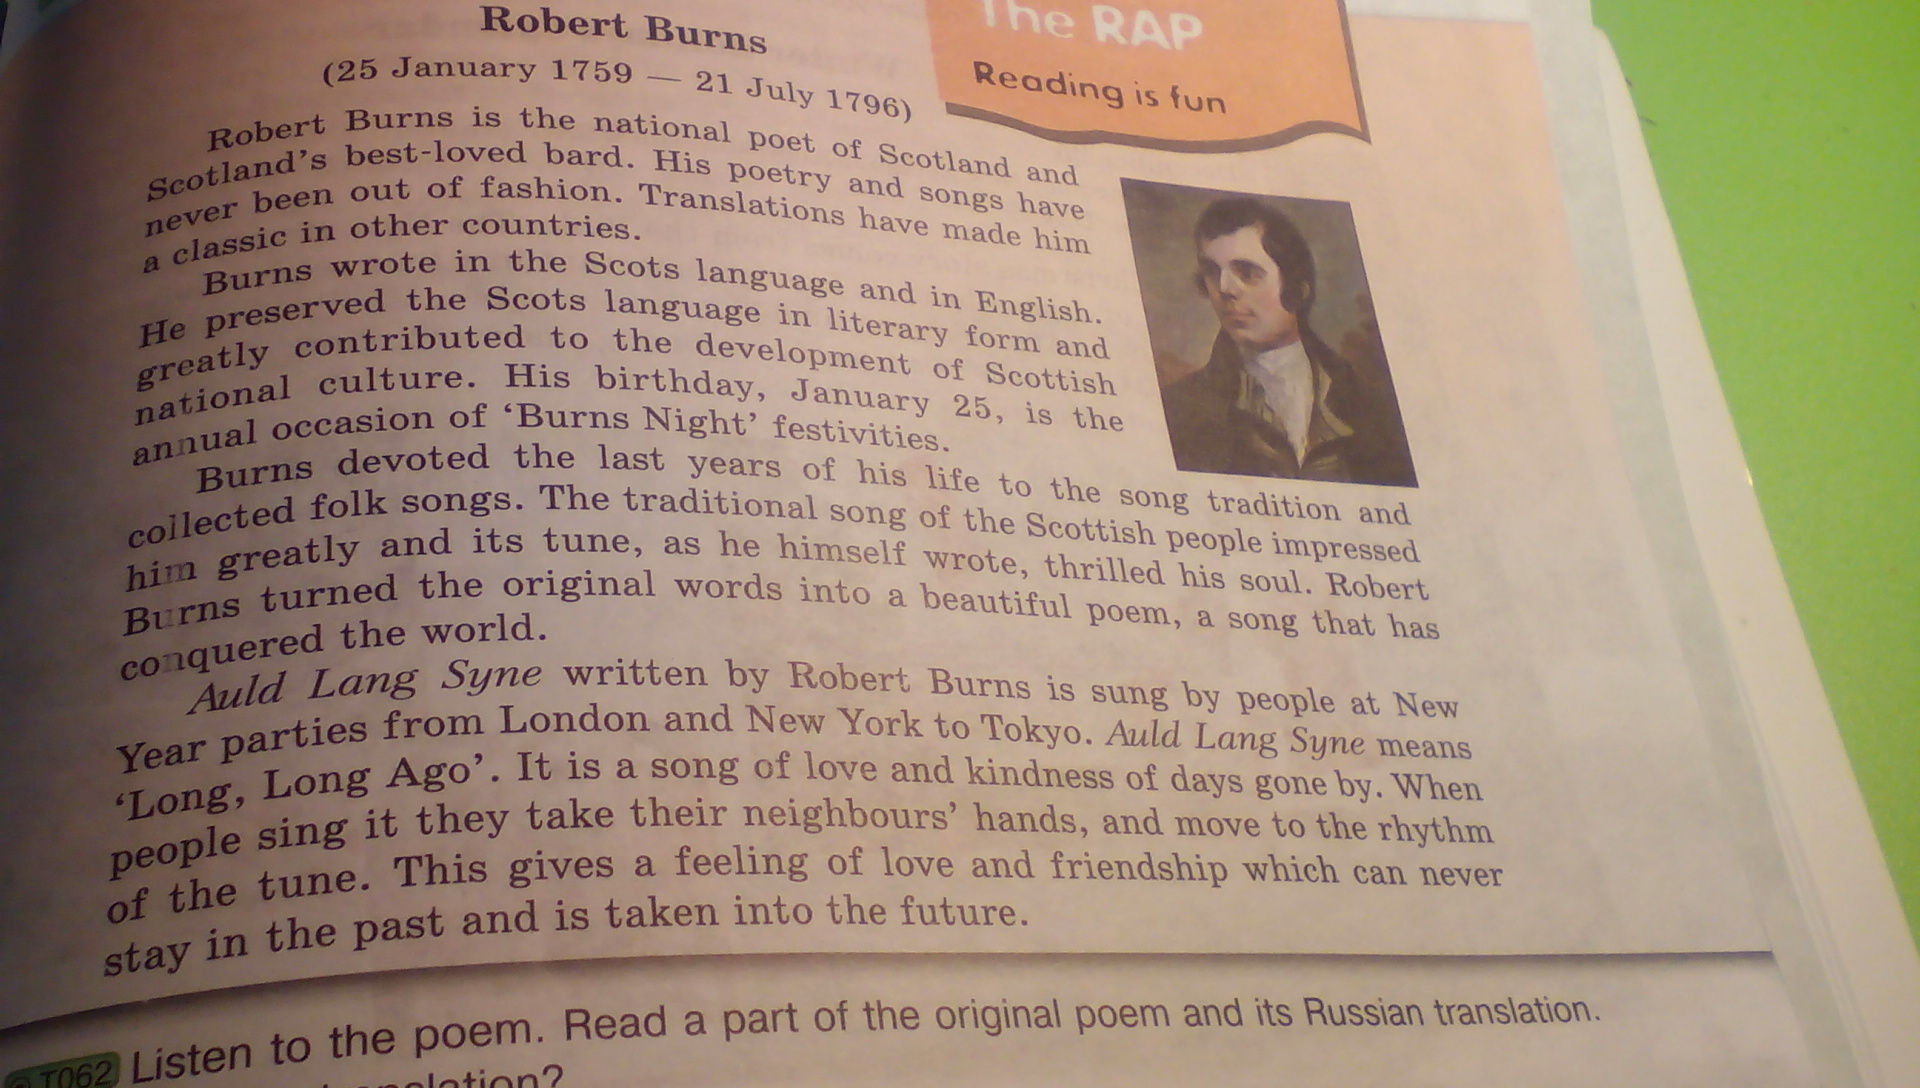 Robert Burns
(25 January 1759 — 21 July 1796)
The RAP
Reading is fun
Robert Burns is the national poet of Scotland and
Scotland's best-loved bard. His poetry and songs have
never been out of fashion. Translations have made him
a classic in other countries.
Burns wrote in the Scots language and in English.
He preserved the Scots language in literary form and
greatly contributed to the development of Scottish
national culture. His birthday, January 25, is the
annual occasion of ‘Burns Night’ festivities.
Burns devoted the last years of his life to the song tradition and
collected folk songs. The traditional song of the Scottish people impressed
him greatly and its tune, as he himself wrote, thrilled his soul. Robert
Burns turned the original words into a beautiful poem, a song that has
conquered the world.
Auld Lang Syne written by Robert Burns is sung by people at New
Year parties from London and New York to Tokyo. Auld Lang Syne means
‘Long, Long Ago’. It is a song of love and kindness of days gone by. When
people sing it they take their neighbours’ hands, and move to the rhythm
of the tune. This gives a feeling of love and friendship which can never
stay in the past and is taken into the future.
T062 Listen to the poem. Read a part of the original poem and its Russian translation.